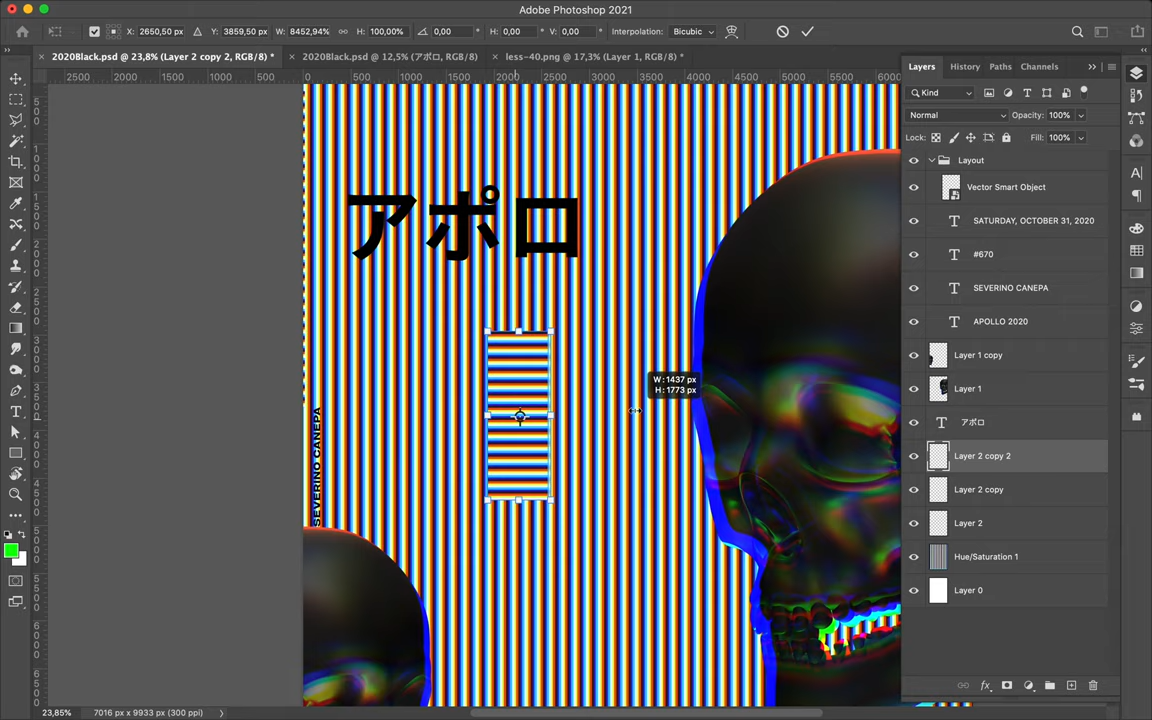 Adobe Photoshop 2021
X: 2650,50 px Y: 3859,50 px W: 8452,94% H: 100,00% 0,00 ° H: 0,00 ° V: 0,00 ° Interpolation: Bicubic
2020Black.psd @ 23,8% (Layer 2 copy 2, RGB/8) *
2020Black.psd @ 12,5% (アポロ, RGB/8)
less-40.png @ 17,3% (Layer 1, RGB/8) *
2500 2000 1500 1000 500 0 500 1000 1500 2000 2500 3000 3500 4000 4500 5000 5500 6000
Layers History Paths Channels
Kind
Normal Opacity: 100%
Lock: Fill: 100%
Layout
Vector Smart Object
SATURDAY, OCTOBER 31, 2020
#670
SEVERINO CANEPA
APOLLO 2020
Layer 1 copy
Layer 1
アポロ
Layer 2 copy 2
Layer 2 copy
Layer 2
Hue/Saturation 1
Layer 0
アポロ
W: 1437 px
H: 1773 px
SEVERINO CANEPA
23,85% 7016 px x 9933 px (300 ppi)